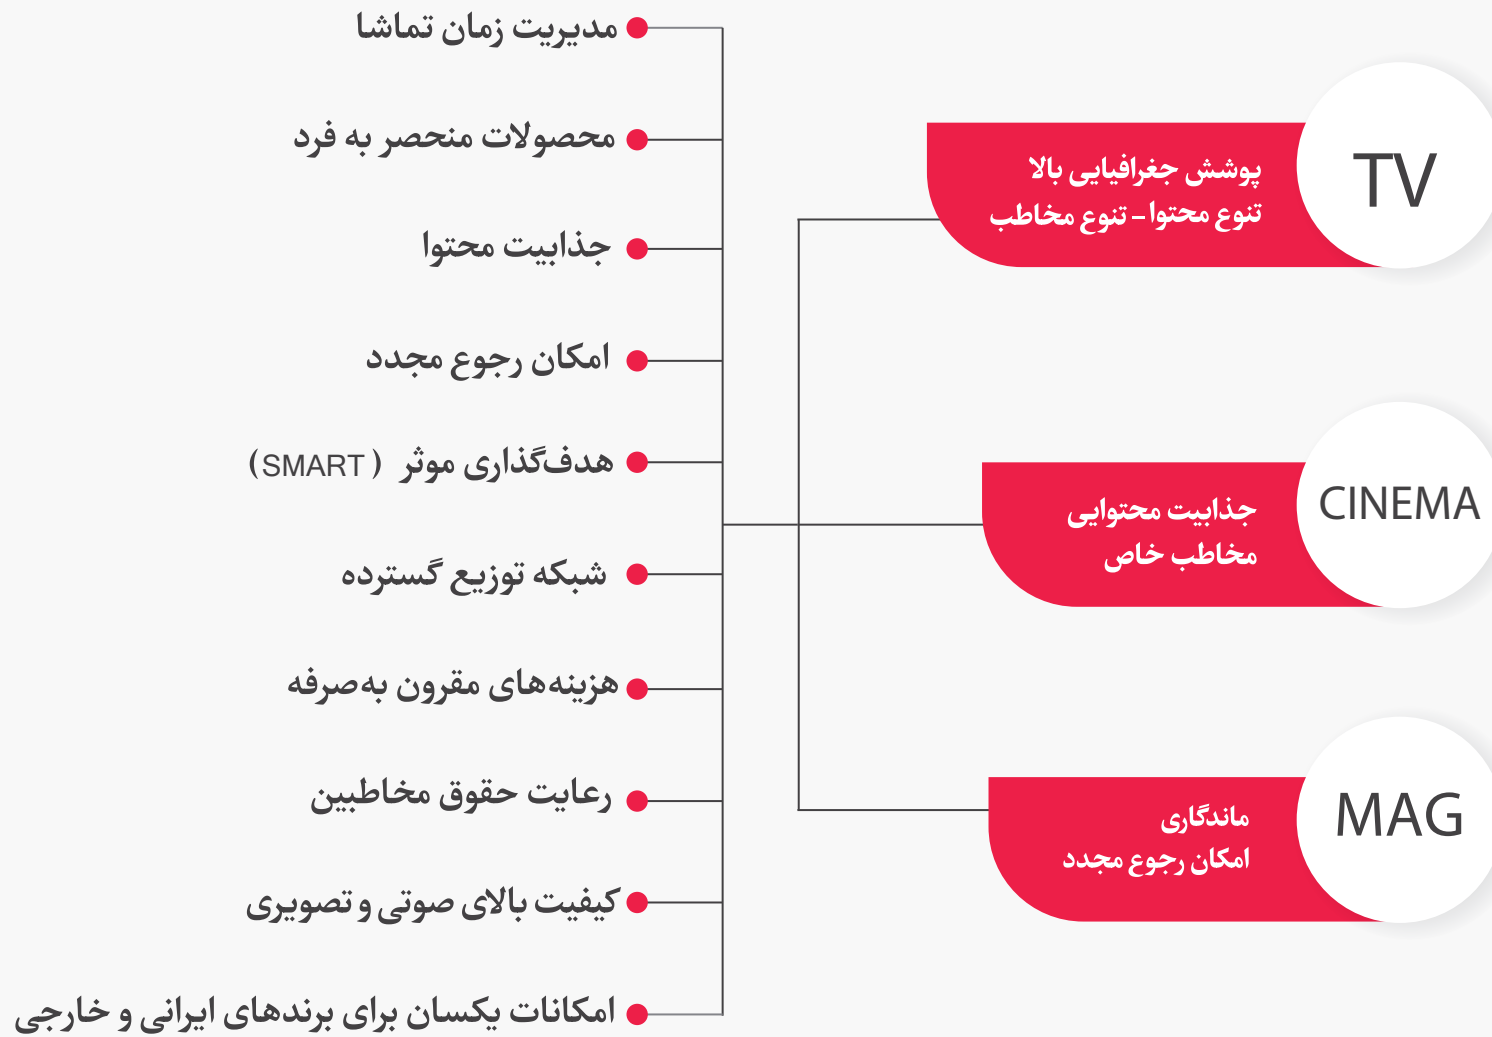 TV
پوشش جغرافیایی بالا
تنوع محتوا - تنوع مخاطب
CINEMA
جذابیت محتوایی
مخاطب خاص
MAG
ماندگاری
امکان رجوع مجدد
مدیریت زمان تماشا
محصولات منحصر به فرد
جذابیت محتوا
امکان رجوع مجدد
هدف‌گذاری موثر (SMART)
شبکه توزیع گسترده
هزینه‌های مقرون به‌صرفه
رعایت حقوق مخاطبین
کیفیت بالای صوتی و تصویری
امکانات یکسان برای برندهای ایرانی و خارجی